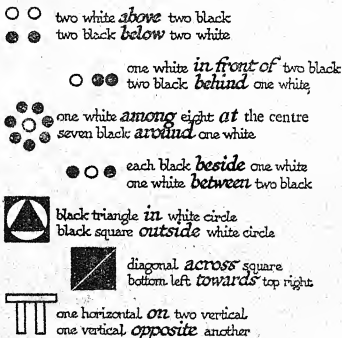 two white above two black
two black below two white
one white in front of two black
two black behind one white
one white among eight at the centre
seven black around one white
each black beside one white
one white between two black
black triangle in white circle
black square outside white circle
diagonal across square
bottom left towards top right
one horizontal on two vertical
one vertical opposite another